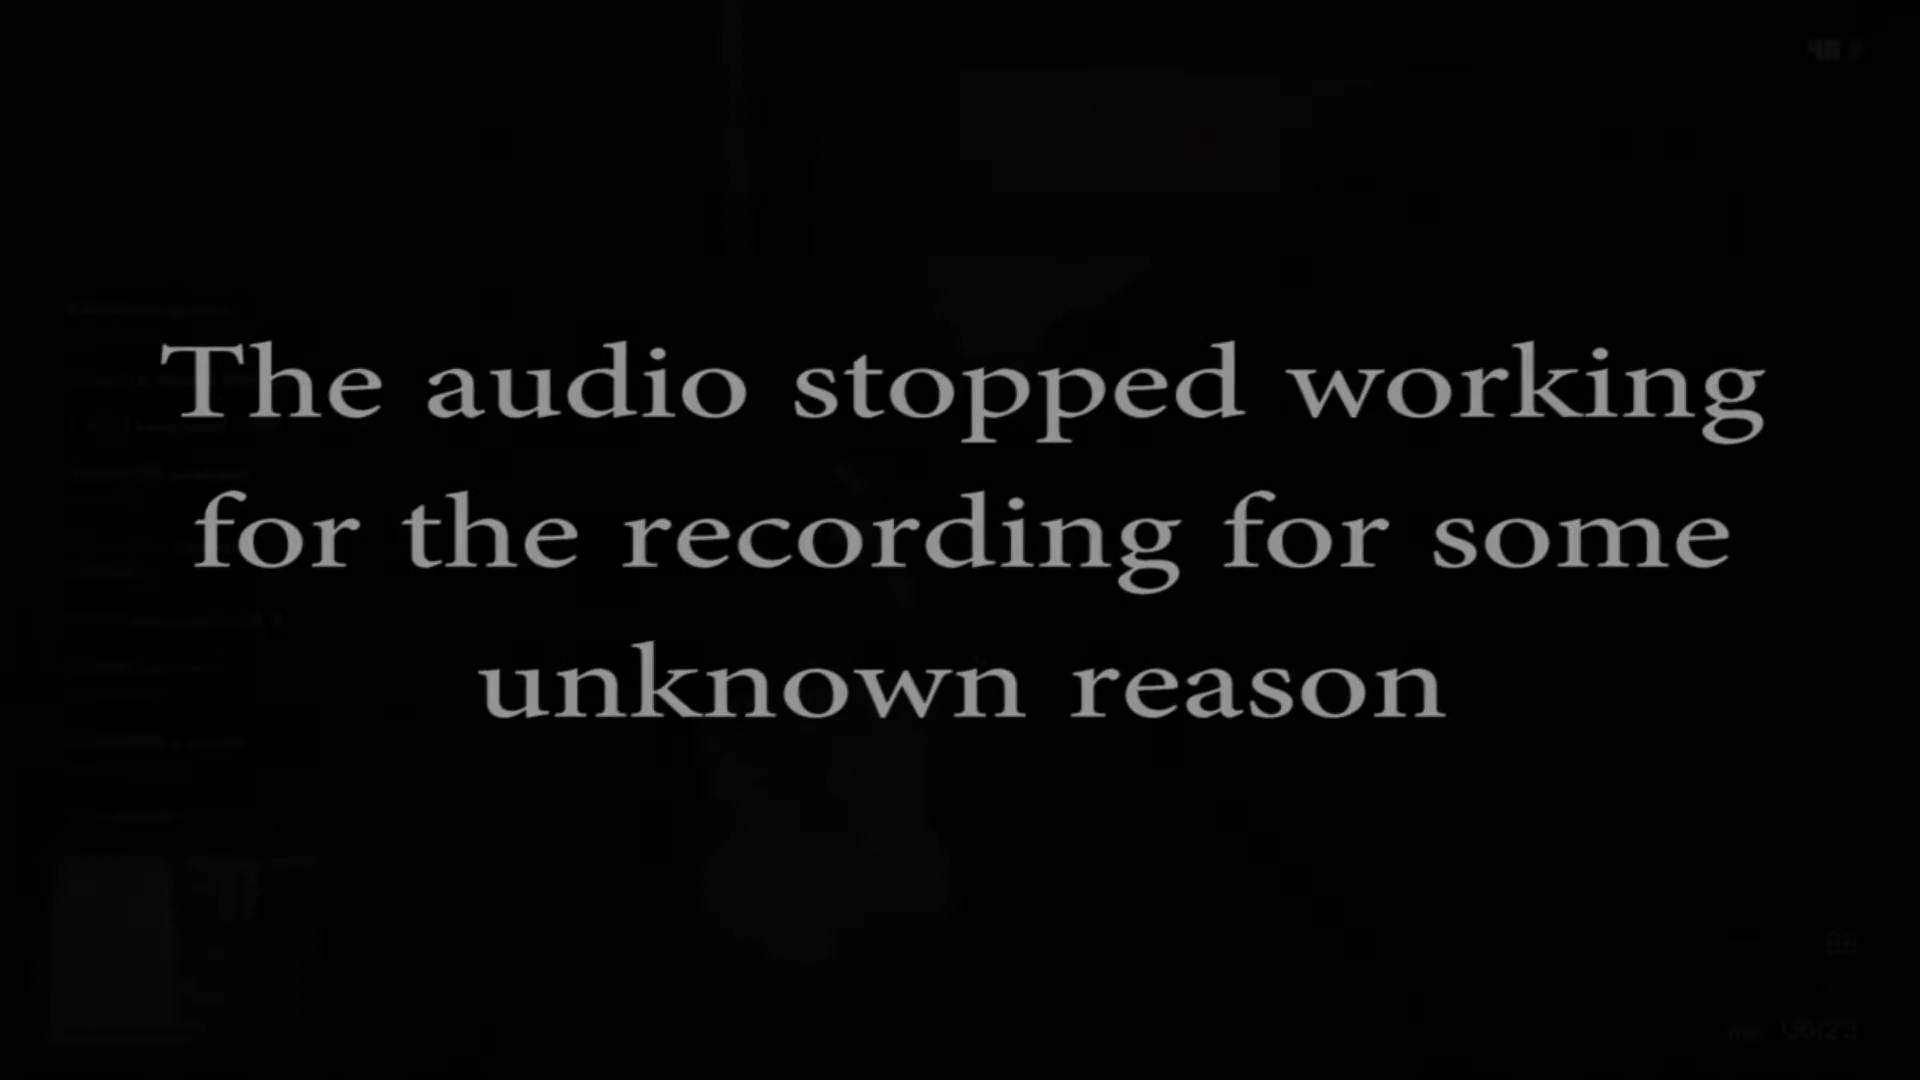 The audio stopped working
for the recording for some
unknown reason